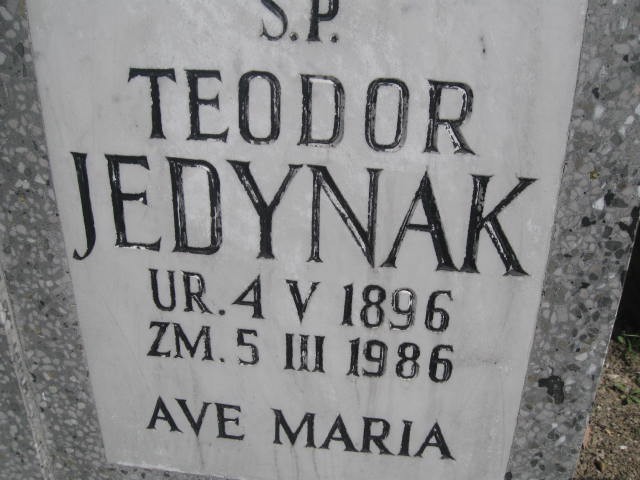 S.P.
TEODOR
JEDYNAK
UR. 4 V 1896
ZM. 5 III 1986
AVE MARIA